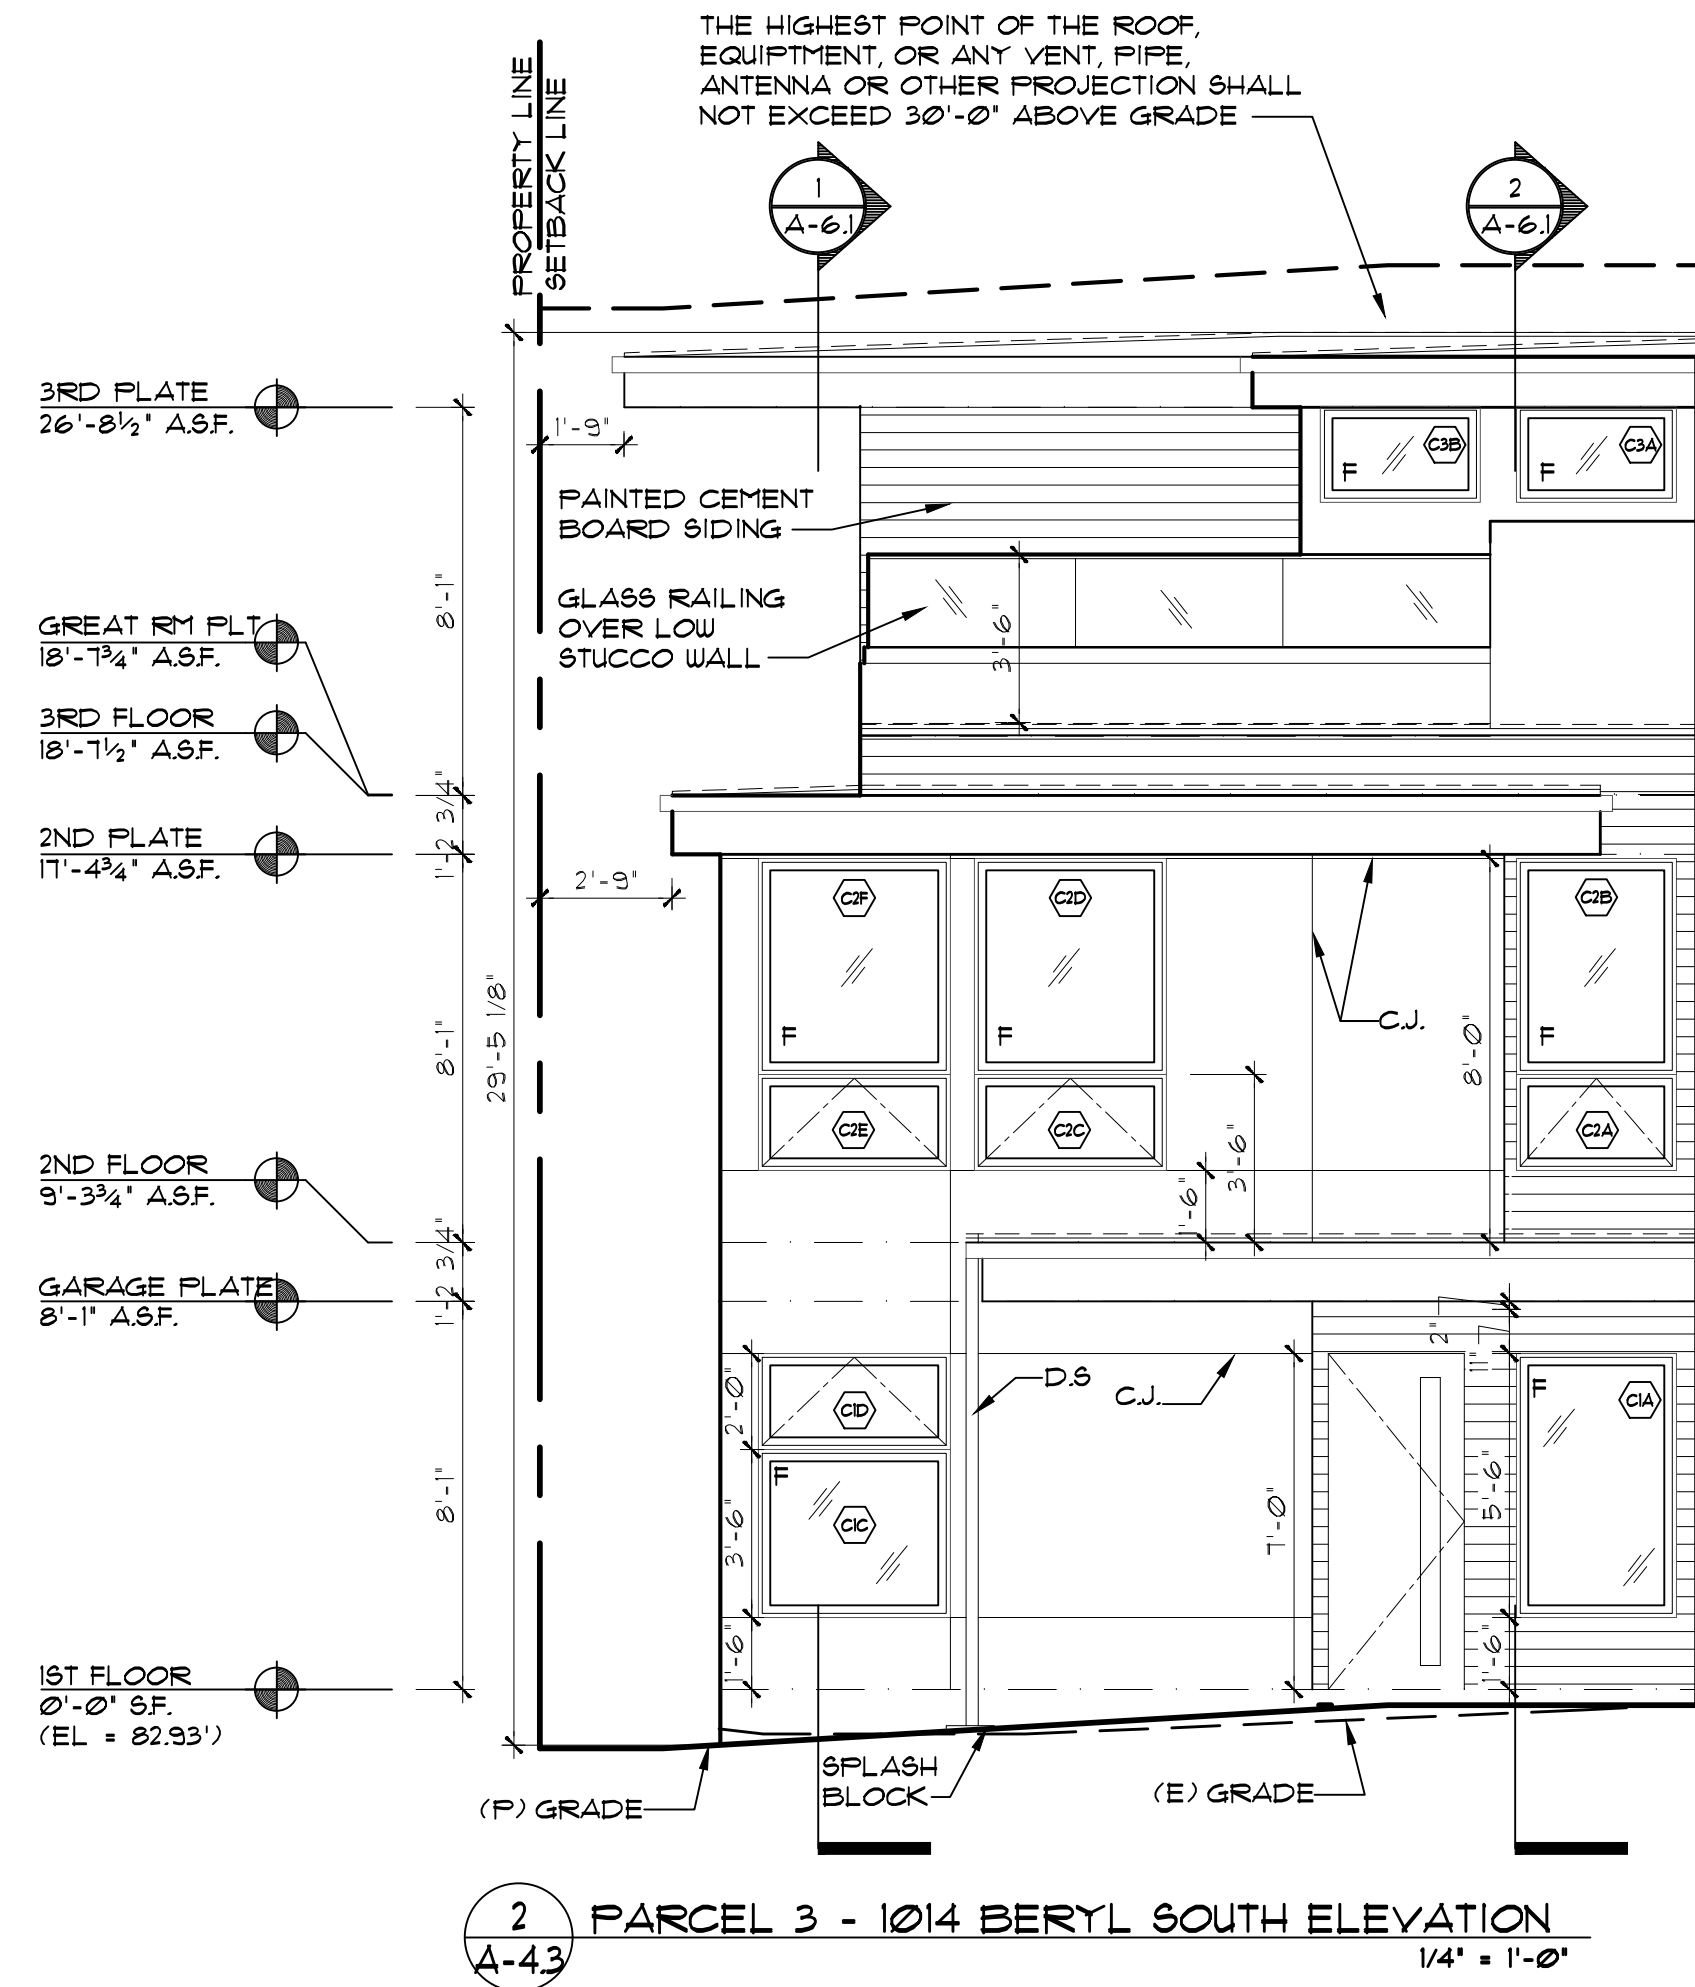 THE HIGHEST POINT OF THE ROOF,
EQUIPTMENT, OR ANY VENT, PIPE,
ANTENNA OR OTHER PROJECTION SHALL
NOT EXCEED 30'-0" ABOVE GRADE
PROPERTY LINE
SETBACK LINE
1
A-6.1
2
A-6.1
3RD PLATE
26'-8½" A.S.F.
GREAT RM PLT
18'-7¾" A.S.F.
3RD FLOOR
18'-7½" A.S.F.
2ND PLATE
17'-4¾" A.S.F.
2ND FLOOR
9'-3¾" A.S.F.
GARAGE PLATE
8'-1" A.S.F.
1ST FLOOR
0'-0" S.F.
(EL = 82.93')
8'-1"
1'-2 3/4"
8'-1"
1'-2 3/4"
8'-1"
29'-5 1/8"
1'-9"
2'-9"
PAINTED CEMENT
BOARD SIDING
GLASS RAILING
OVER LOW
STUCCO WALL
3'-6"
C3B
F
C3A
F
C2F
F
C2D
F
C2B
F
C.J.
8'-0"
C2E
C2C
C2A
3'-6"
1'-6"
2"
11"
D.S
C.J.
2'-0"
C1D
F
C1C
3'-6"
1'-6"
7'-0"
F
C1A
5'-6"
1'-6"
SPLASH
BLOCK
(P) GRADE
(E) GRADE
2
A-4.3
PARCEL 3 - 1014 BERYL SOUTH ELEVATION
1/4" = 1'-0"